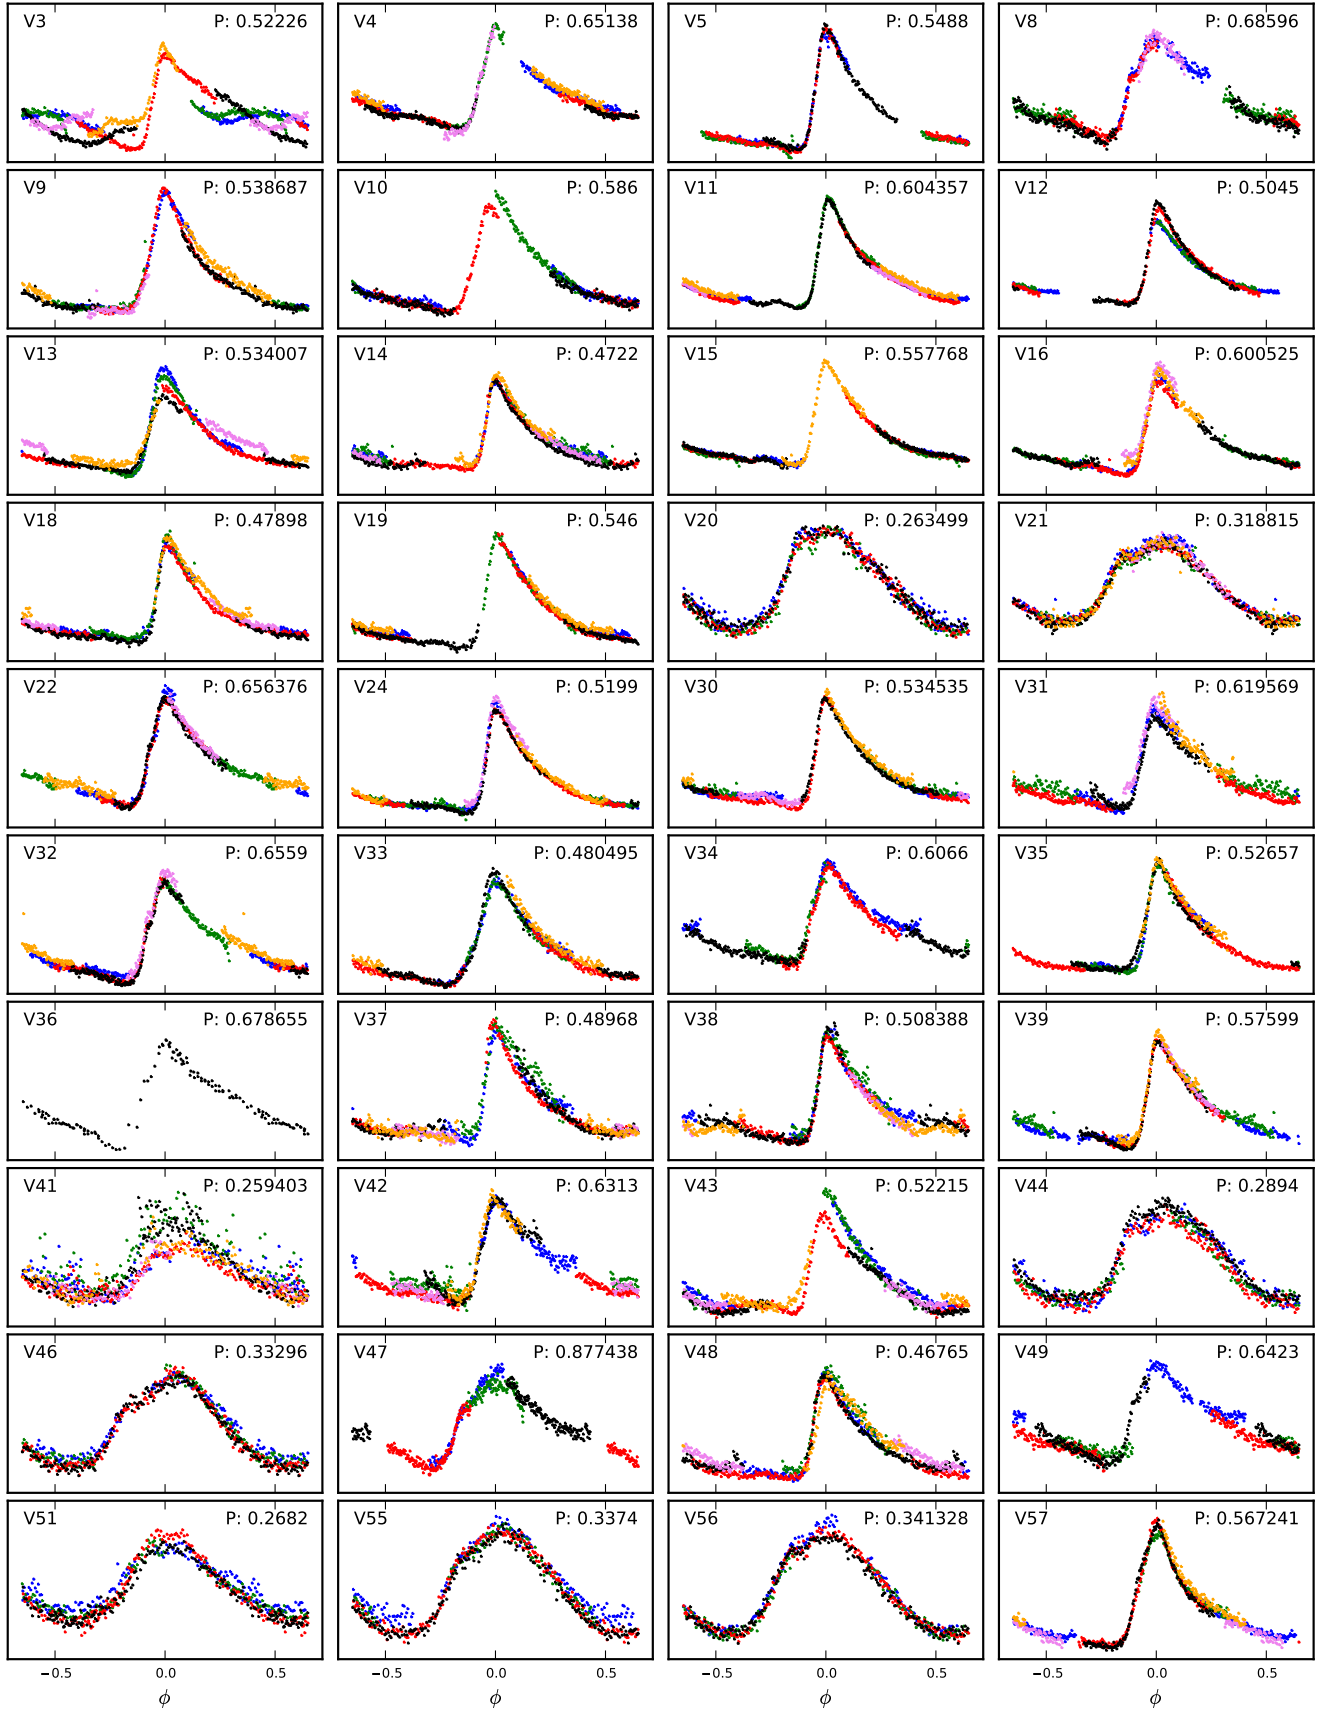 V3 P: 0.52226 V4 P: 0.65138 V5 P: 0.5488 V8 P: 0.68596
V9 P: 0.538687 V10 P: 0.586 V11 P: 0.604357 V12 P: 0.5045
V13 P: 0.534007 V14 P: 0.4722 V15 P: 0.557768 V16 P: 0.600525
V18 P: 0.47898 V19 P: 0.546 V20 P: 0.263499 V21 P: 0.318815
V22 P: 0.656376 V24 P: 0.5199 V30 P: 0.534535 V31 P: 0.619569
V32 P: 0.6559 V33 P: 0.480495 V34 P: 0.6066 V35 P: 0.52657
V36 P: 0.678655 V37 P: 0.48968 V38 P: 0.508388 V39 P: 0.57599
V41 P: 0.259403 V42 P: 0.6313 V43 P: 0.52215 V44 P: 0.2894
V46 P: 0.33296 V47 P: 0.877438 V48 P: 0.46765 V49 P: 0.6423
V51 P: 0.2682 V55 P: 0.3374 V56 P: 0.341328 V57 P: 0.567241
−0.5 0.0 0.5 −0.5 0.0 0.5 −0.5 0.0 0.5 −0.5 0.0 0.5
ϕ ϕ ϕ ϕ